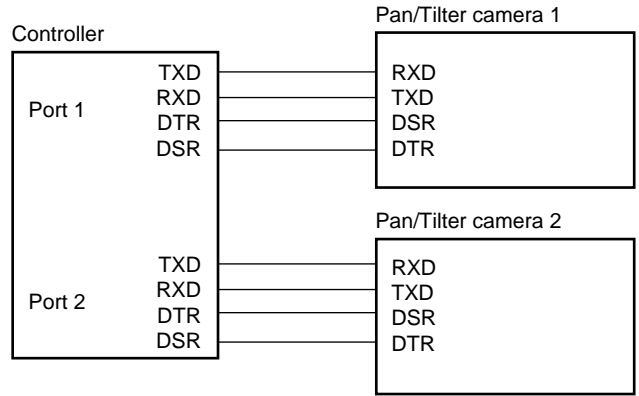 Pan/Tilter camera 1
Controller
Port 1
TXD
RXD
DTR
DSR
RXD
TXD
DSR
DTR
Pan/Tilter camera 2
Port 2
TXD
RXD
DTR
DSR
RXD
TXD
DSR
DTR